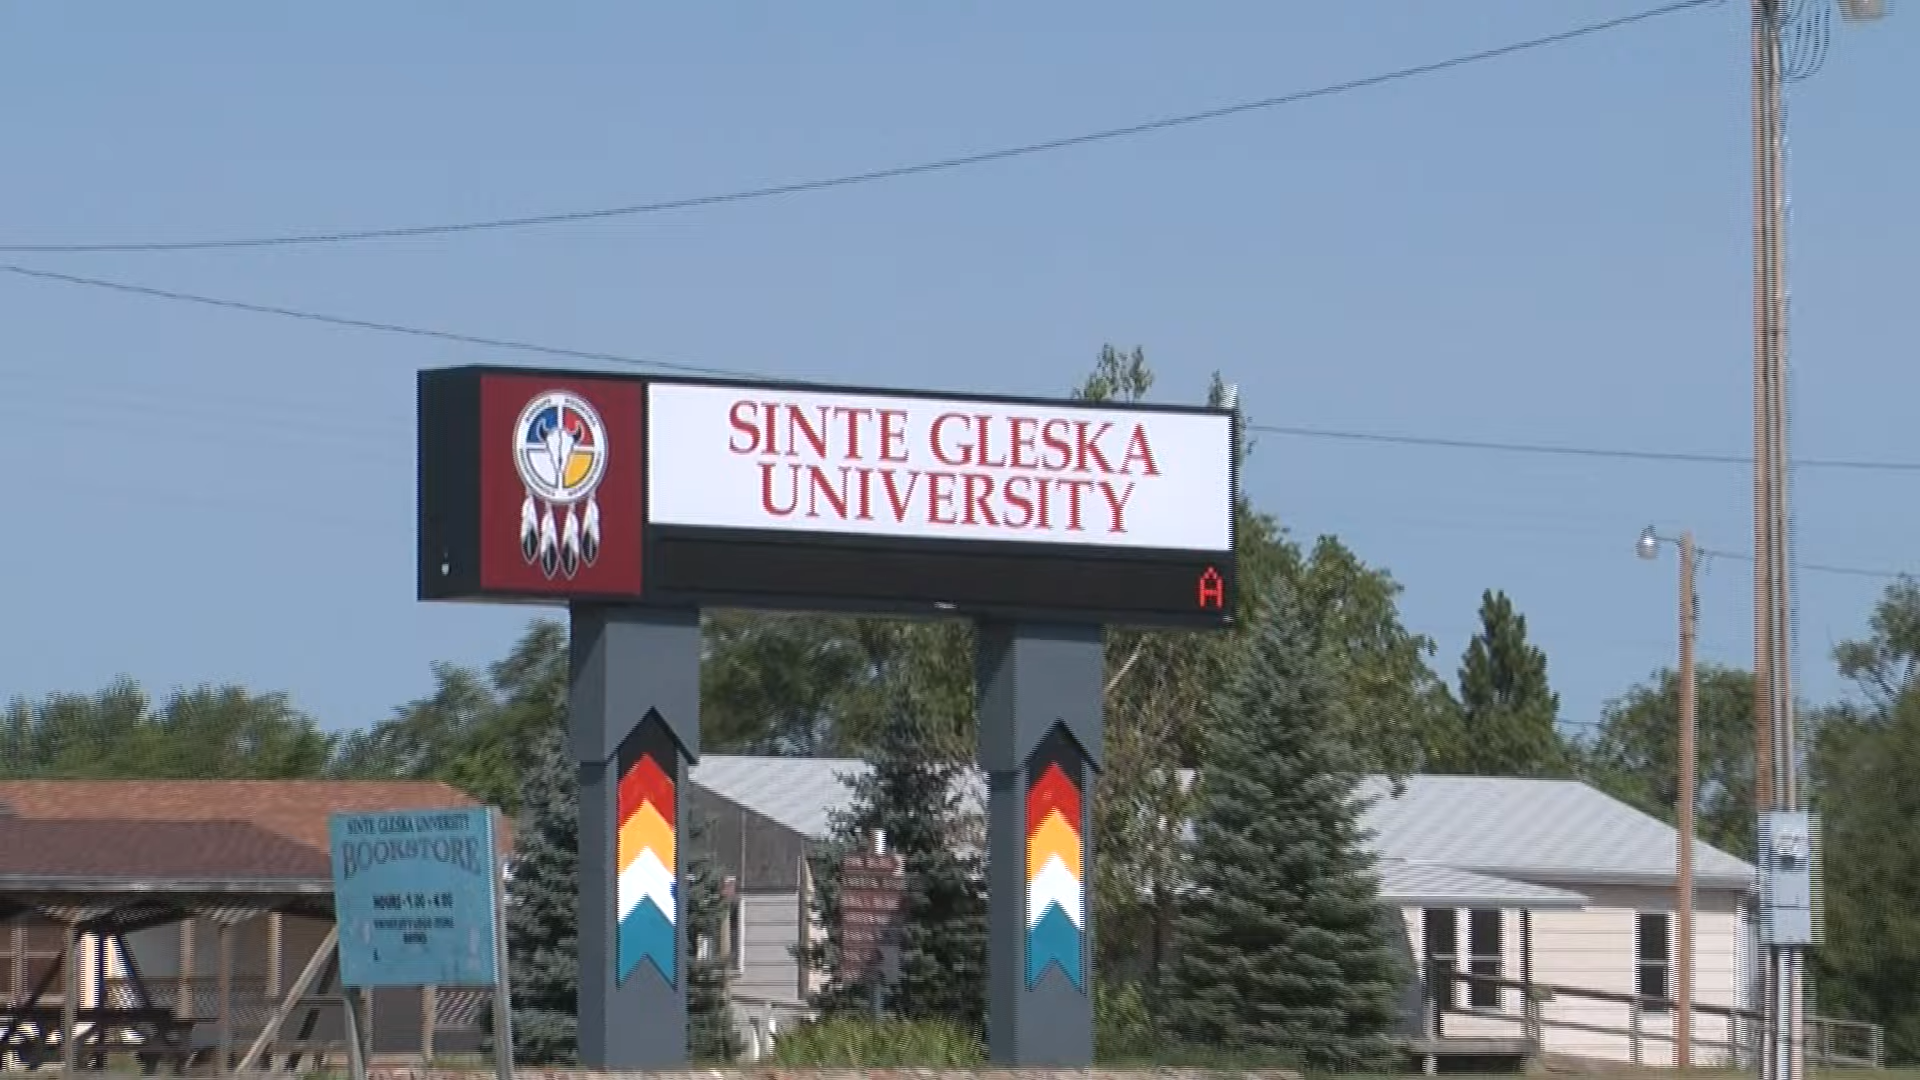 SINTE GLESKA
UNIVERSITY
A
SINTE GLESKA UNIVERSITY
BOOKSTORE